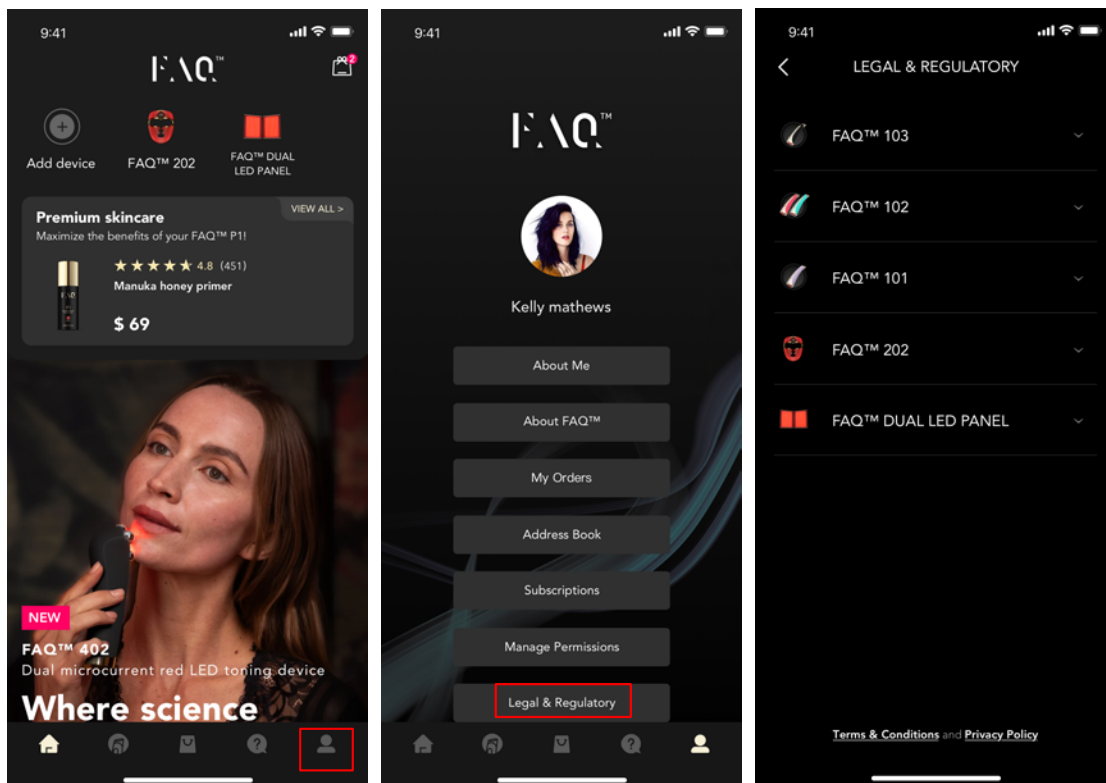 9:41
FAQ™
2
Add device
FAQ™ 202
FAQ™ DUAL
LED PANEL
Premium skincare
VIEW ALL >
Maximize the benefits of your FAQ™ P1!
4.8 (451)
Manuka honey primer
FAQ
$ 69
NEW
FAQ™ 402
Dual microcurrent red LED toning device
Where science
9:41
FAQ™
Kelly mathews
About Me
About FAQ™
My Orders
Address Book
Subscriptions
Manage Permissions
Legal & Regulatory
9:41
LEGAL & REGULATORY
FAQ™ 103
FAQ™ 102
FAQ™ 101
FAQ™ 202
FAQ™ DUAL LED PANEL
Terms & Conditions and Privacy Policy